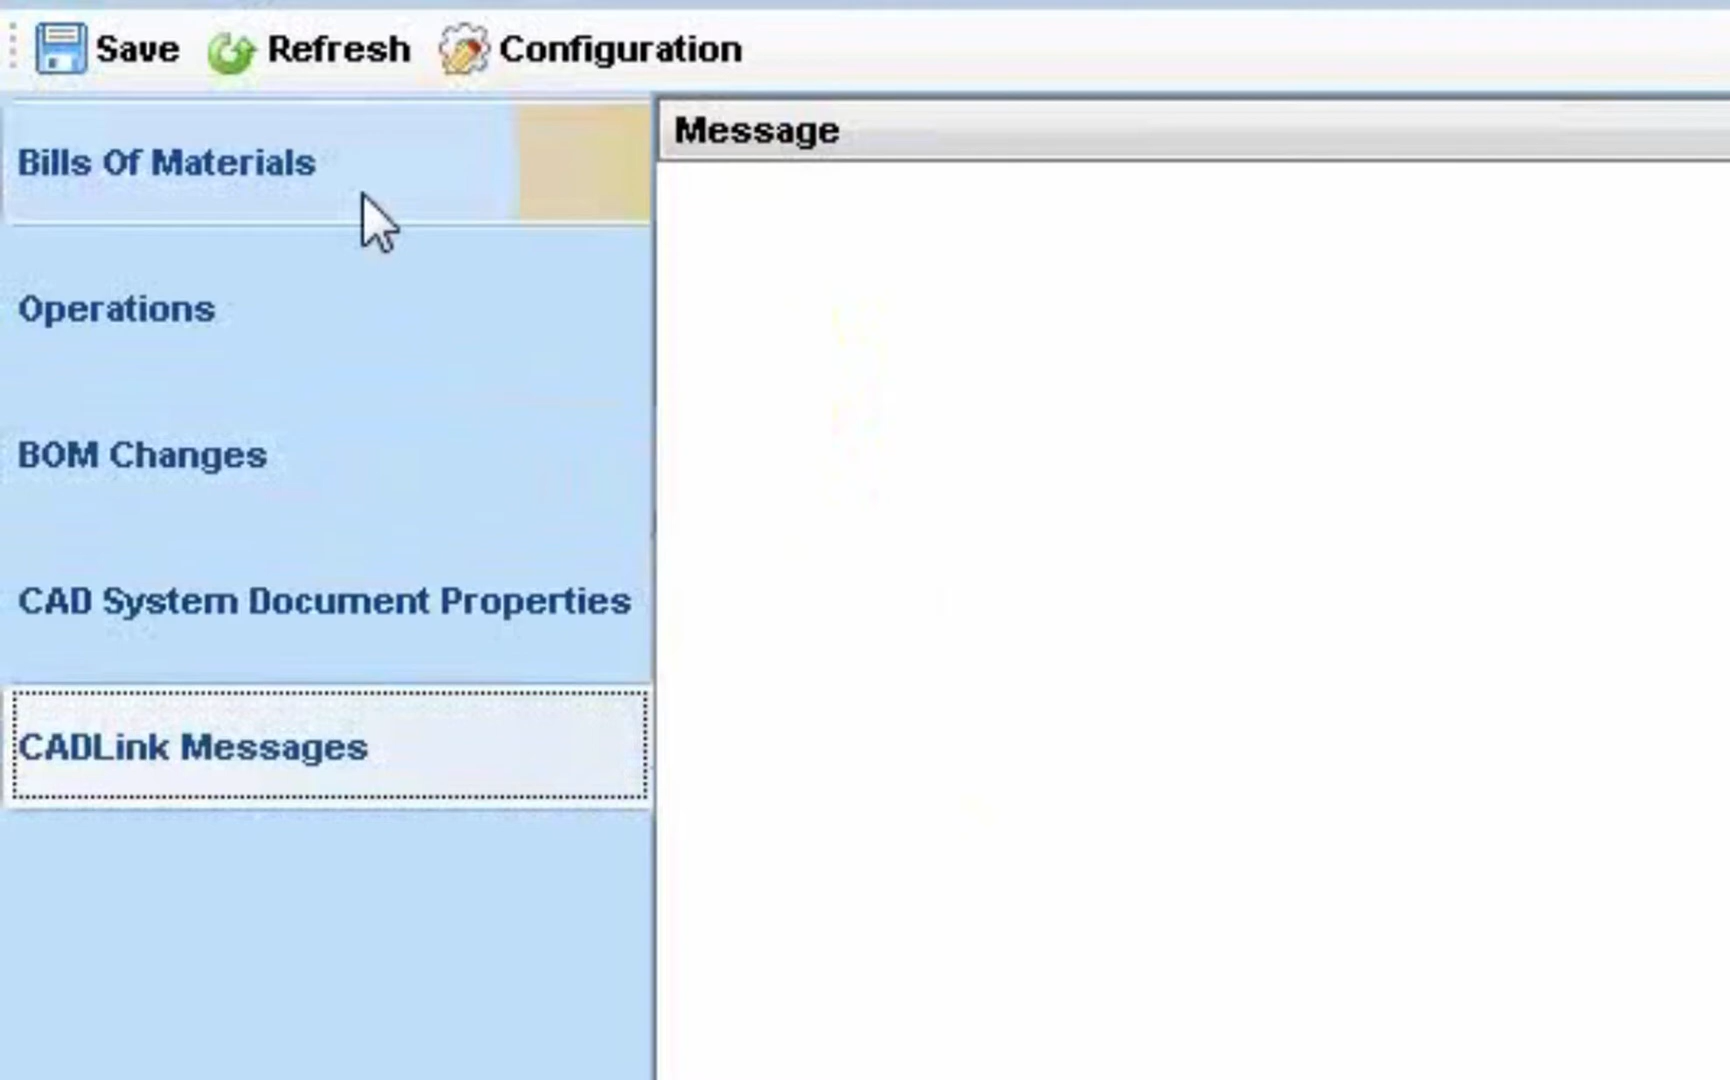 Save Refresh Configuration
Bills Of Materials
Message
Operations
BOM Changes
CAD System Document Properties
CADLink Messages